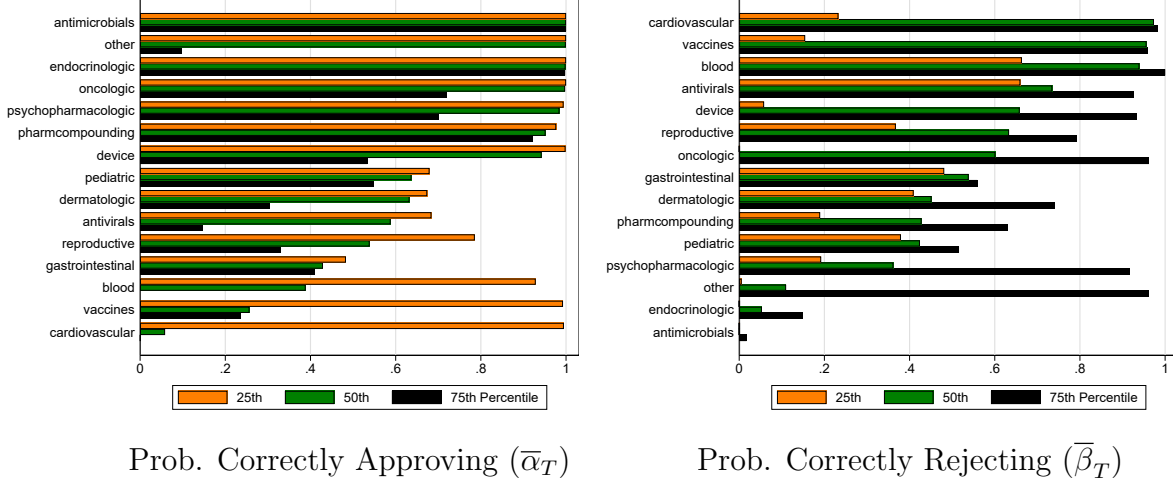 antimicrobials
other
endocrinologic
oncologic
psychopharmacologic
pharmcompounding
device
pediatric
dermatologic
antivirals
reproductive
gastrointestinal
blood
vaccines
cardiovascular
0 .2 .4 .6 .8 1
25th 50th 75th Percentile
Prob. Correctly Approving (α̅_T)
cardiovascular
vaccines
blood
antivirals
device
reproductive
oncologic
gastrointestinal
dermatologic
pharmcompounding
pediatric
psychopharmacologic
other
endocrinologic
antimicrobials
0 .2 .4 .6 .8 1
25th 50th 75th Percentile
Prob. Correctly Rejecting (β̅_T)